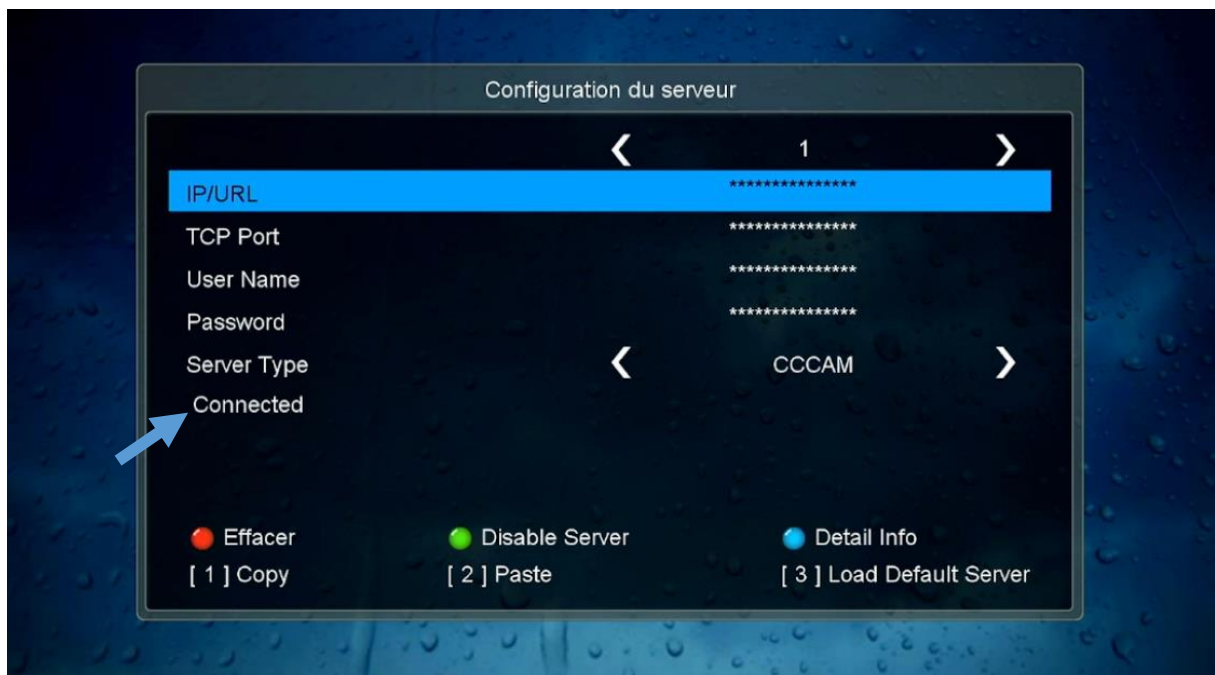 Configuration du serveur
❮ 1 ❯
IP/URL ***************
TCP Port ***************
User Name ***************
Password ***************
Server Type ❮ CCCAM ❯
Connected
Effacer Disable Server Detail Info
[ 1 ] Copy [ 2 ] Paste [ 3 ] Load Default Server